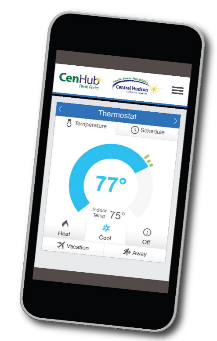 CenHub
Central Hudson
Thermostat
Temperature
Schedule
77°
Indoor
Temp 75°
Heat
Cool
Off
Vacation
Away